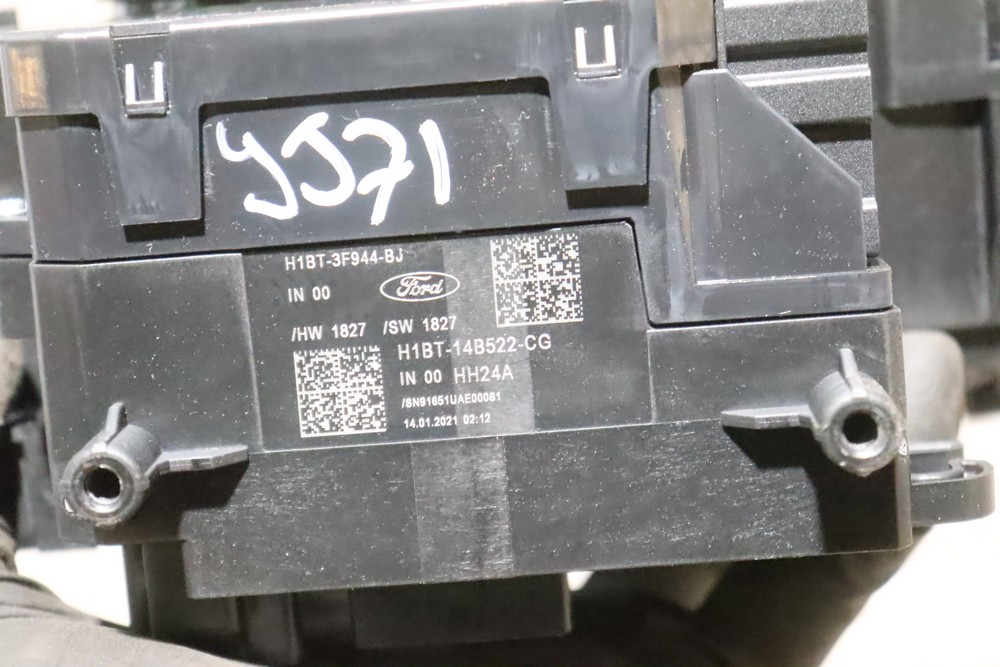 YJ71
H1BT-3F944-BJ
IN 00
Ford
/HW 1827 /SW 1827
H1BT-14B522-CG
IN 00 HH24A
/SN91651UAE00081
14.01.2021 02:12